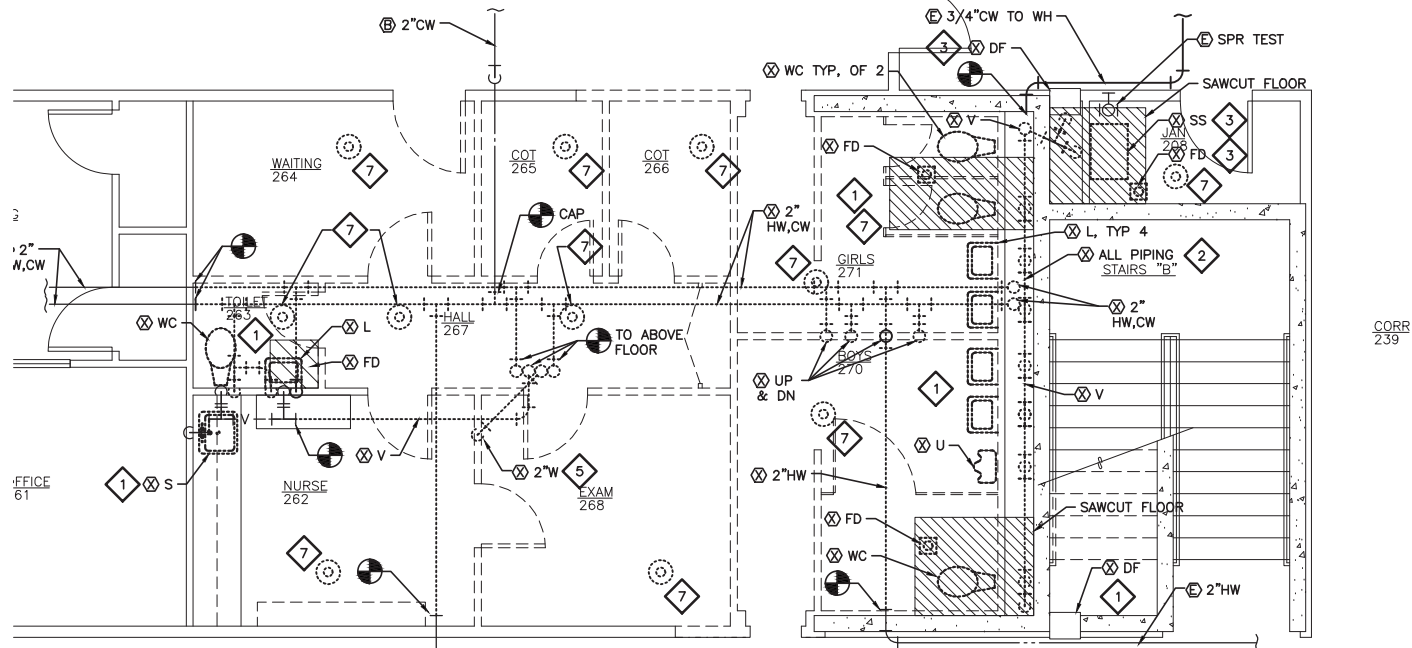 B 2"CW
E 3/4"CW TO WH
3 X DF
E SPR TEST
X WC TYP, OF 2
SAWCUT FLOOR
X V
X SS 3
JAN
208
X FD 3
7
X FD
WAITING
264
7
COT
265
7
COT
266
7
1
7
2"
W,CW
7
CAP
7
X 2"
HW,CW
7
GIRLS
271
X L, TYP 4
X ALL PIPING
STAIRS "B"
2
TOILET
263
HALL
267
X 2"
HW,CW
X WC
1
X L
X FD
TO ABOVE
FLOOR
BOYS
270
CORR
239
X UP
& DN
1
X V
7
V
X V
X U
FFICE
61
1 X S
NURSE
262
X 2"W 5
EXAM
268
X 2"HW
SAWCUT FLOOR
X FD
7
X WC
7
X DF
1
E 2"HW